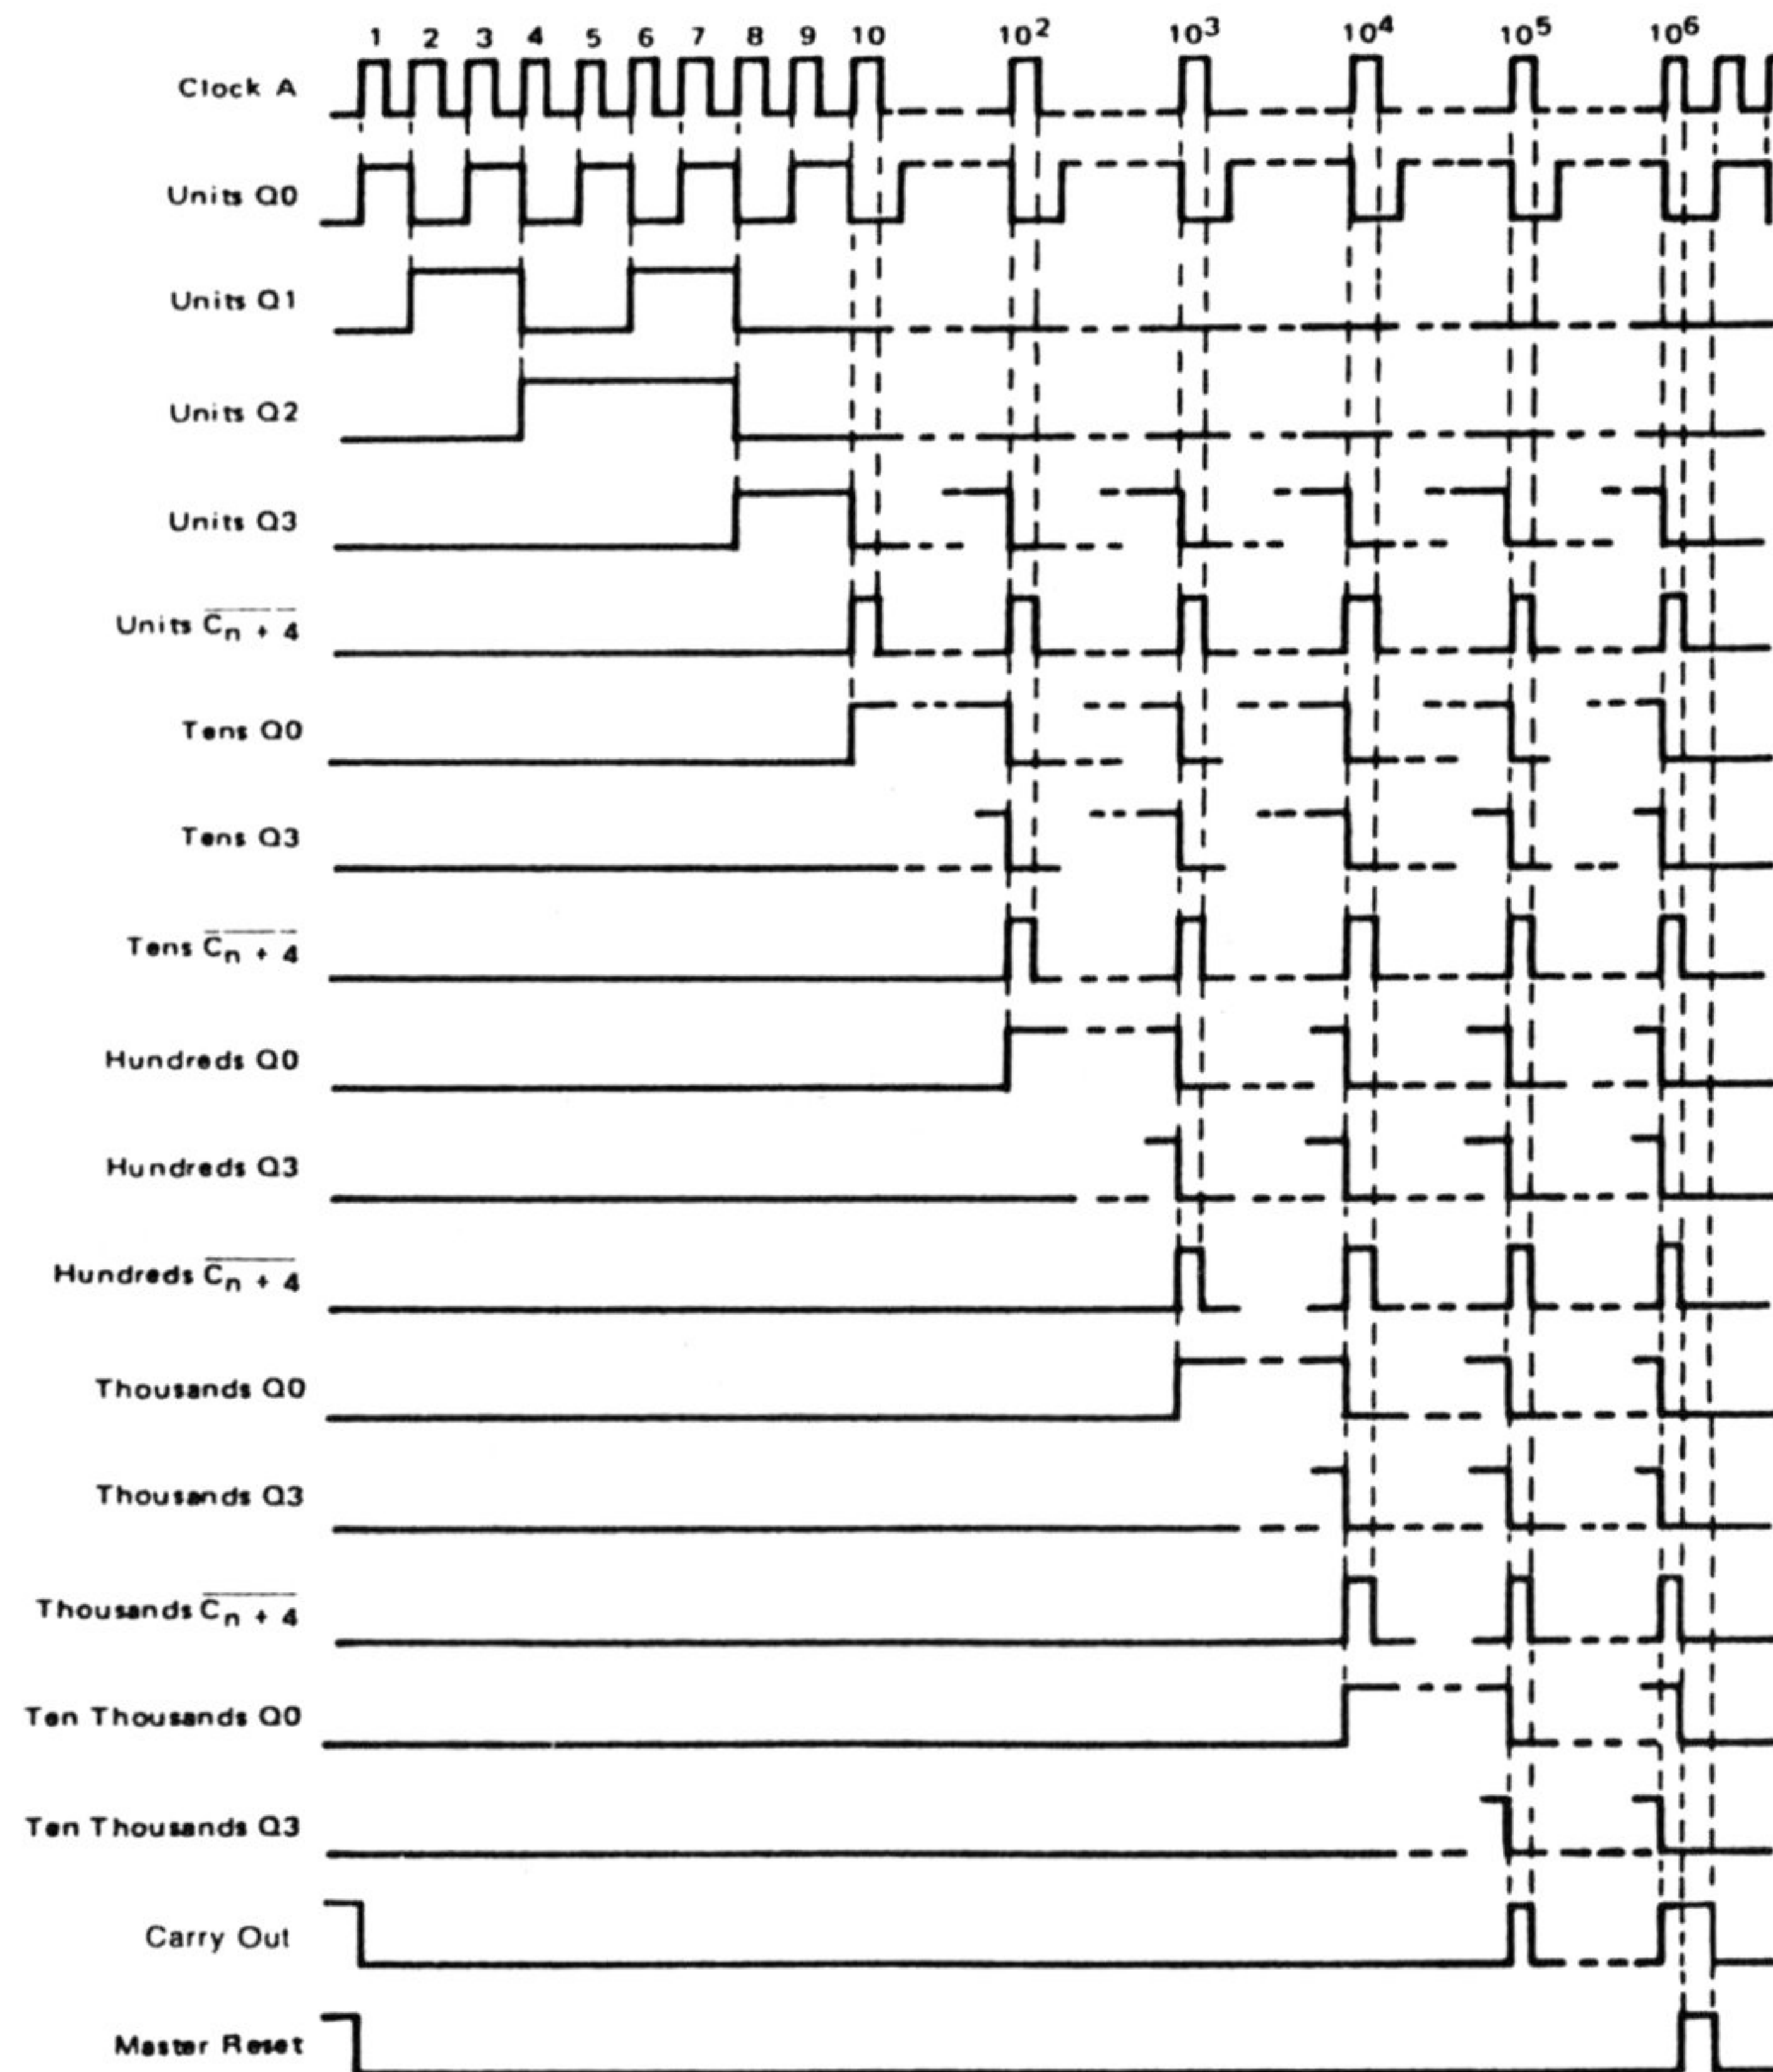 1 2 3 4 5 6 7 8 9 10 10² 10³ 10⁴ 10⁵ 10⁶
Clock A
Units Q0
Units Q1
Units Q2
Units Q3
Units C̅n + 4
Tens Q0
Tens Q3
Tens C̅n + 4
Hundreds Q0
Hundreds Q3
Hundreds C̅n + 4
Thousands Q0
Thousands Q3
Thousands C̅n + 4
Ten Thousands Q0
Ten Thousands Q3
Carry Out
Master Reset